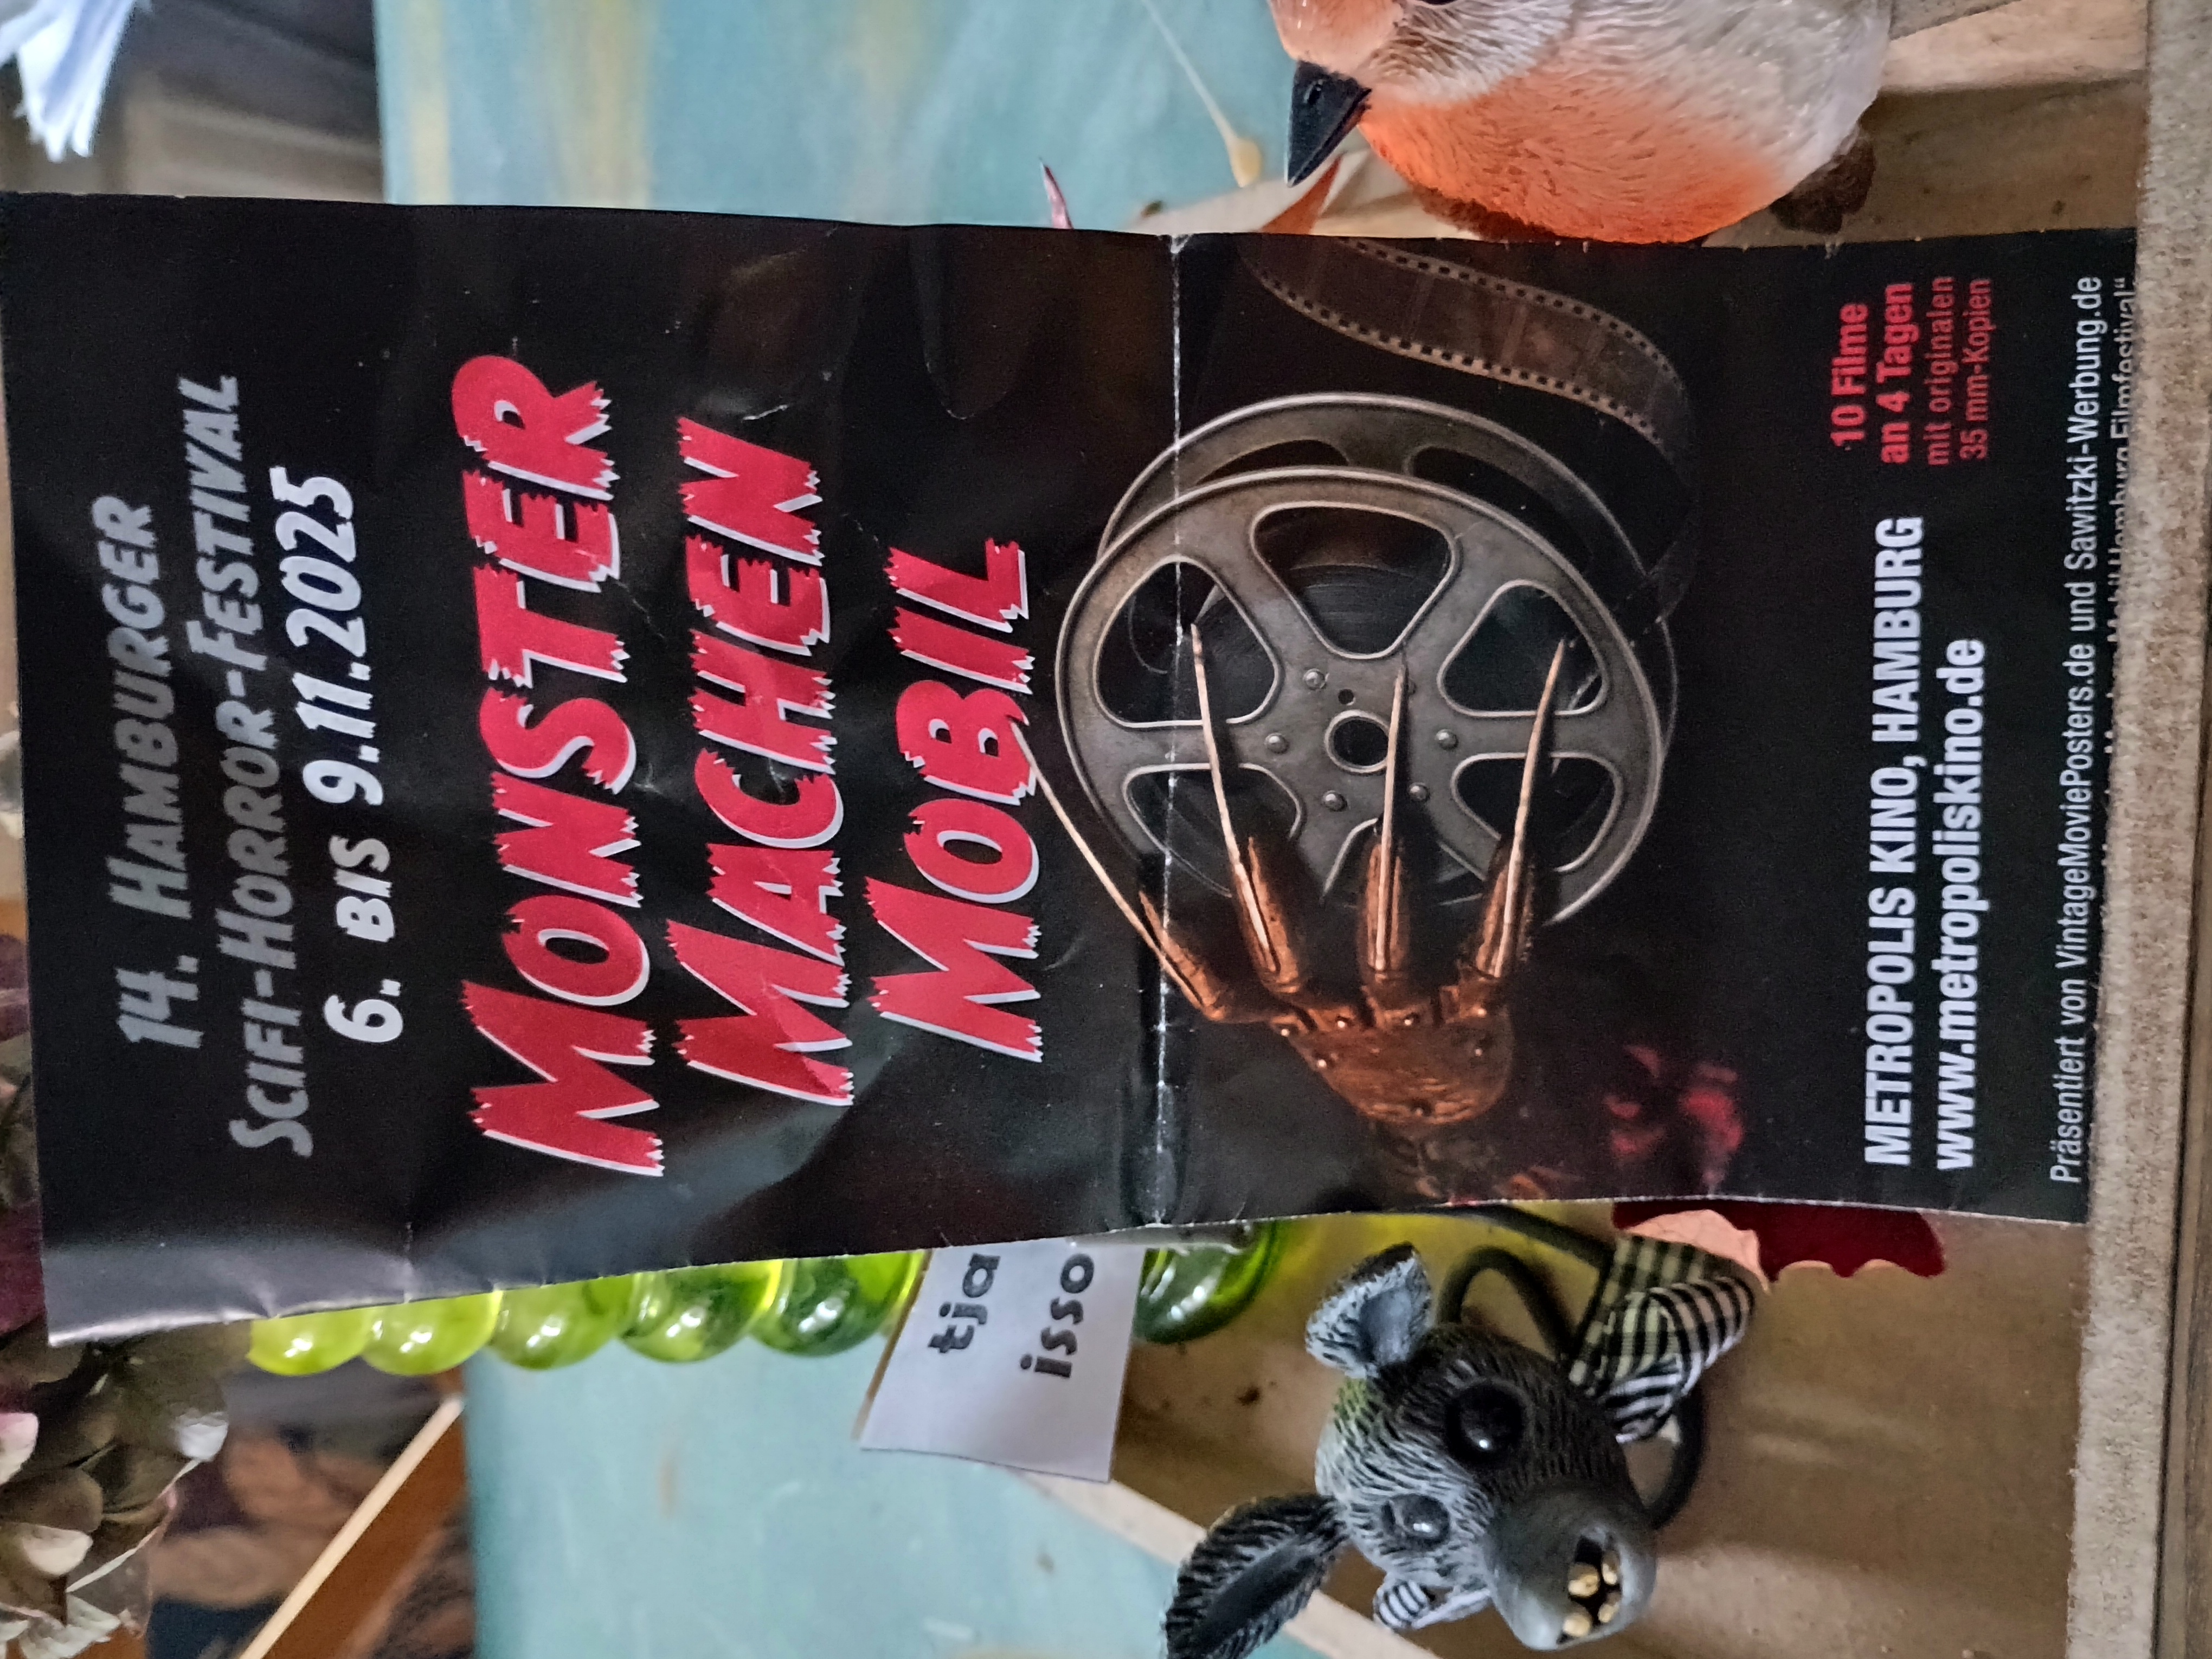 14. HAMBURGER
SCIFI-HORROR-FESTIVAL
6. BIS 9.11.2025
MONSTER
MACHEN
MOBIL
10 Filme
an 4 Tagen
mit originalen
35 mm-Kopien
METROPOLIS KINO, HAMBURG
www.metropoliskino.de
Präsentiert von VintageMoviePosters.de und Sawitzki-Werbung.de
Filmfestival“
tja
isso